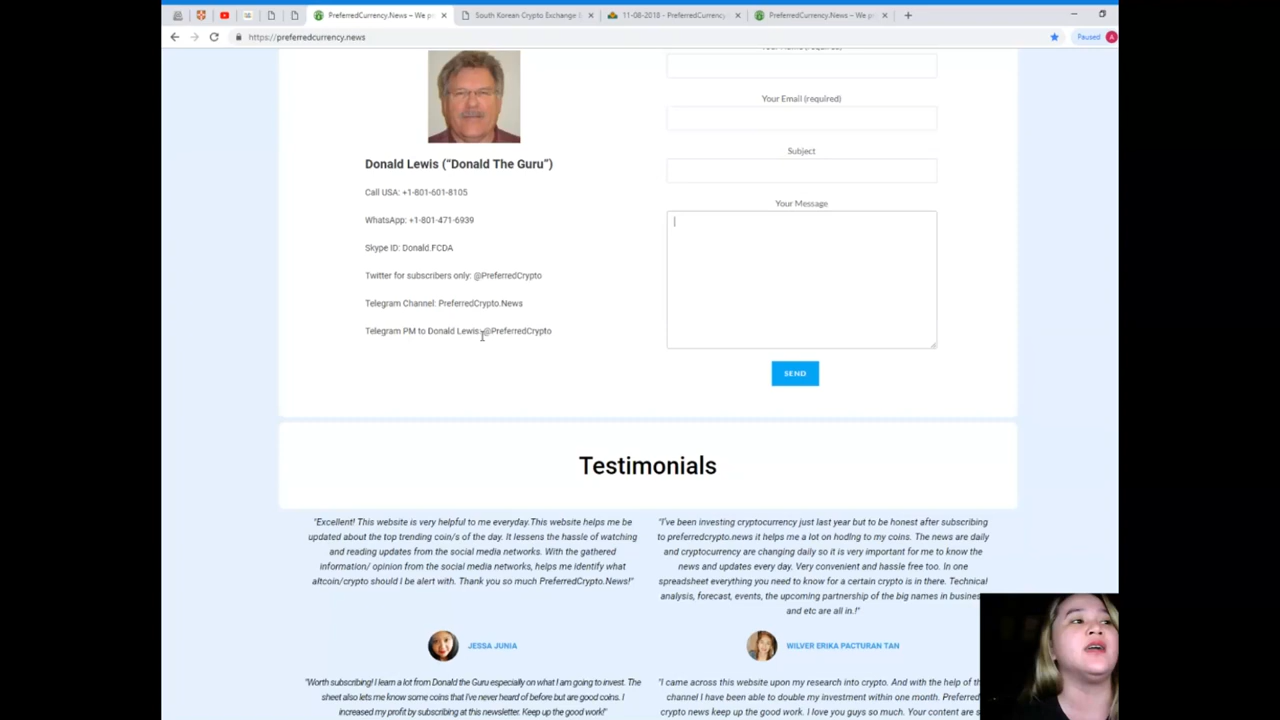 PreferredCurrency.News – We p
South Korean Crypto Exchange
11-08-2018 - PreferredCurrency
PreferredCurrency.News – We p
https://preferredcurrency.news
Paused
A
Your Email (required)
Subject
Your Message
Donald Lewis (“Donald The Guru”)
Call USA: +1-801-601-8105
WhatsApp: +1-801-471-6939
Skype ID: Donald.FCDA
Twitter for subscribers only: @PreferredCrypto
Telegram Channel: PreferredCrypto.News
Telegram PM to Donald Lewis: @PreferredCrypto
SEND
Testimonials
"Excellent! This website is very helpful to me everyday.This website helps me be
updated about the top trending coin/s of the day. It lessens the hassle of watching
and reading updates from the social media networks. With the gathered
information/ opinion from the social media networks, helps me identify what
altcoin/crypto should I be alert with. Thank you so much PreferredCrypto.News!"
JESSA JUNIA
"I've been investing cryptocurrency just last year but to be honest after subscribing
to preferredcrypto.news it helps me a lot on hodlng to my coins. The news are daily
and cryptocurrency are changing daily so it is very important for me to know the
news and updates every day. Very convenient and hassle free too. In one
spreadsheet everything you need to know for a certain crypto is in there. Technical
analysis, forecast, events, the upcoming partnership of the big names in busine
and etc are all in.!"
WILVER ERIKA PACTURAN TAN
"Worth subscribing! I learn a lot from Donald the Guru especially on what I am going to invest. The
sheet also lets me know some coins that I've never heard of before but are good coins. I
increased my profit by subscribing at this newsletter. Keep up the good work!"
"I came across this website upon my research into crypto. And with the help of th
channel I have been able to double my investment within one month. Preferred
crypto news keep up the good work. I love you guys so much. Your content are s